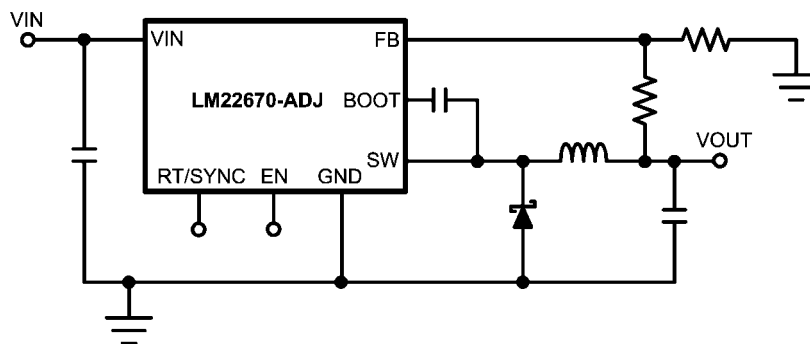 VIN
VIN
FB
LM22670-ADJ
BOOT
VOUT
SW
RT/SYNC
EN
GND